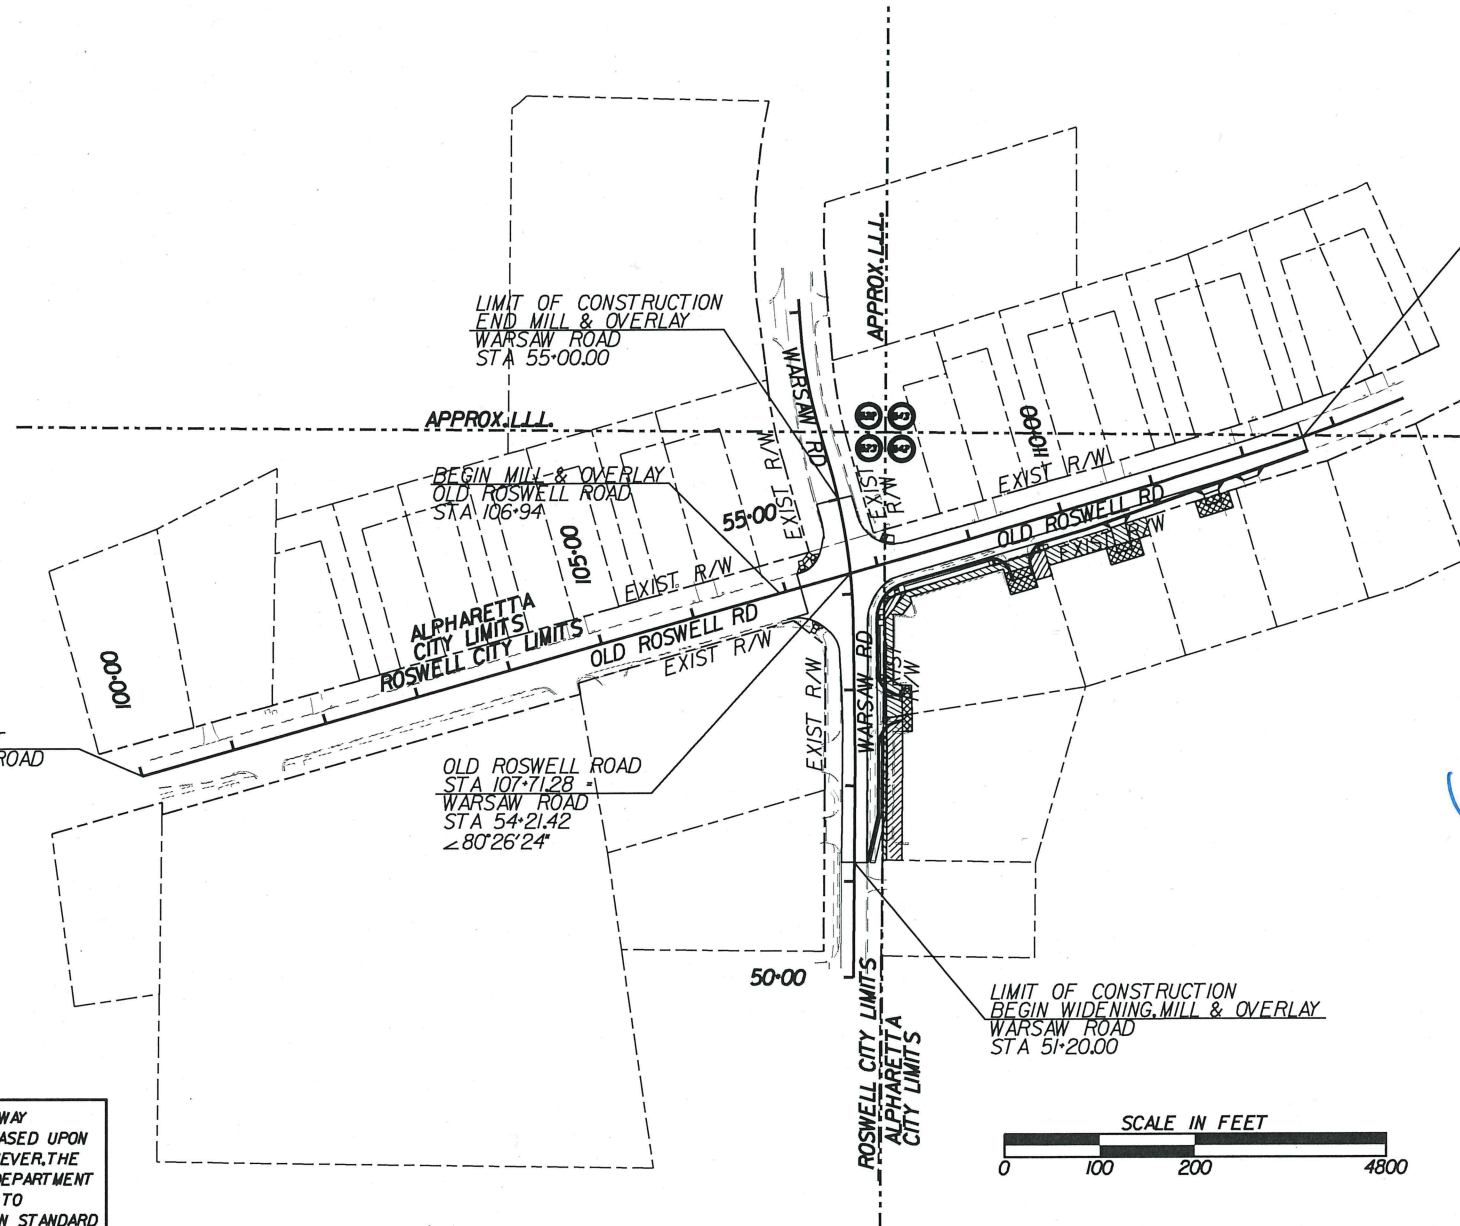 LIMIT OF CONSTRUCTION
END MILL & OVERLAY
WARSAW ROAD
STA 55+00.00
APPROX. L.L.L.
WARSAW RD
APPROX. L.L.L.
EXIST R/W
EXIST R/W
110+00
EXIST R/W
BEGIN MILL & OVERLAY
OLD ROSWELL ROAD
STA 106+94
55+00
105+00
EXIST R/W
OLD ROSWELL RD
EXIST R/W
ALPHARETTA
CITY LIMITS
ROSWELL CITY LIMITS
OLD ROSWELL RD
EXIST R/W
100+00
ROAD
EXIST R/W
WARSAW RD
EXIST
R/W
OLD ROSWELL ROAD
STA 107+71.28 =
WARSAW ROAD
STA 54+21.42
∠80°26'24"
50+00
ROSWELL CITY LIMITS
ALPHARETTA
CITY LIMITS
LIMIT OF CONSTRUCTION
BEGIN WIDENING, MILL & OVERLAY
WARSAW ROAD
STA 51+20.00
SCALE IN FEET
0 100 200 4800
WAY
ASED UPON
EVER, THE
DEPARTMENT
TO
N STANDARD